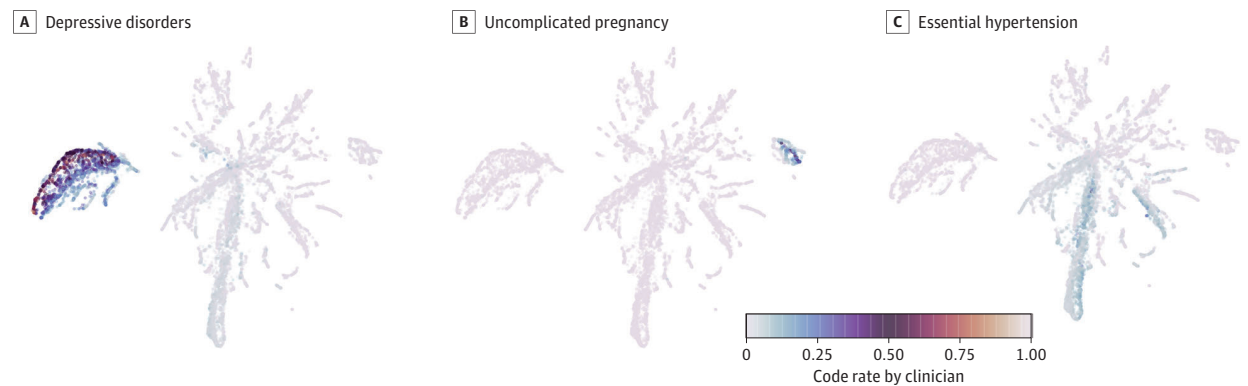 A Depressive disorders
B Uncomplicated pregnancy
C Essential hypertension
0 0.25 0.50 0.75 1.00
Code rate by clinician